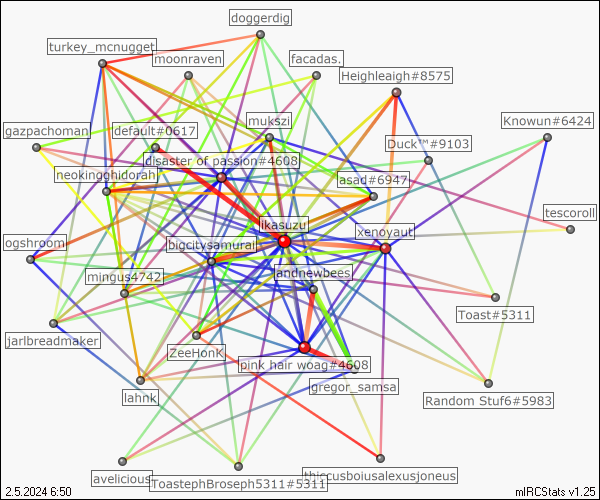 doggerdig
turkey_mcnugget
moonraven
facadas.
Heighleaigh#8575
Knowun#6424
mukszi
gazpachoman
default#0617
Duck™#9103
disaster of passion#4608
neokingghidorah
asad#6947
tescoroll
ikasuzu
xenoyaut
ogshroom
bigcitysamurai
mingus4742
andnewbees
Toast#5311
jarlbreadmaker
ZeeHonK
pink hair woag#4608
gregor_samsa
lahnk
Random Stuf6#5983
avelicious
ToastephBroseph5311#5311
thiccusboiusalexusjoneus
2.5.2024 6:50
mIRCStats v1.25